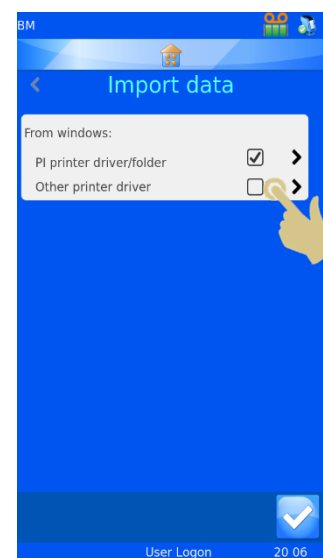 BM
Import data
From windows:
PI printer driver/folder
Other printer driver
User Logon 20 06